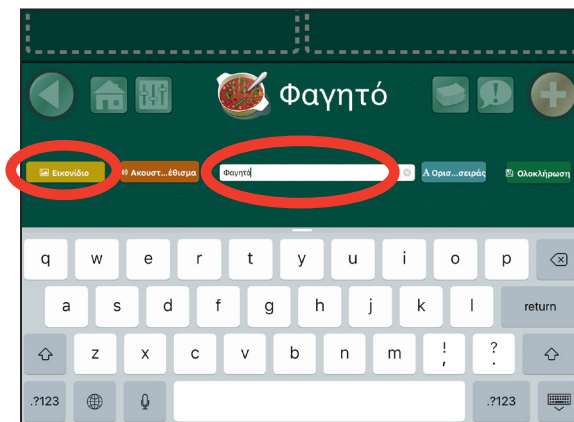 Φαγητό
Εικονίδιο
Ακουστ...έθισμα
Φαγητό
A Ορισ...σειράς
Ολοκλήρωση
q w e r t y u i o p
a s d f g h j k l return
z x c v b n m ! , ? .
.?123 .?123